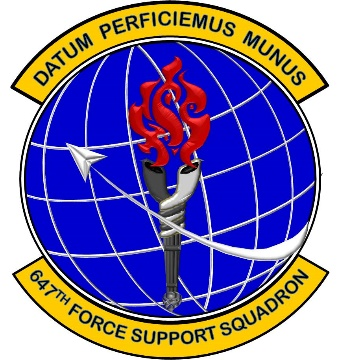 DATUM PERFICIEMUS MUNUS
647TH FORCE SUPPORT SQUADRON